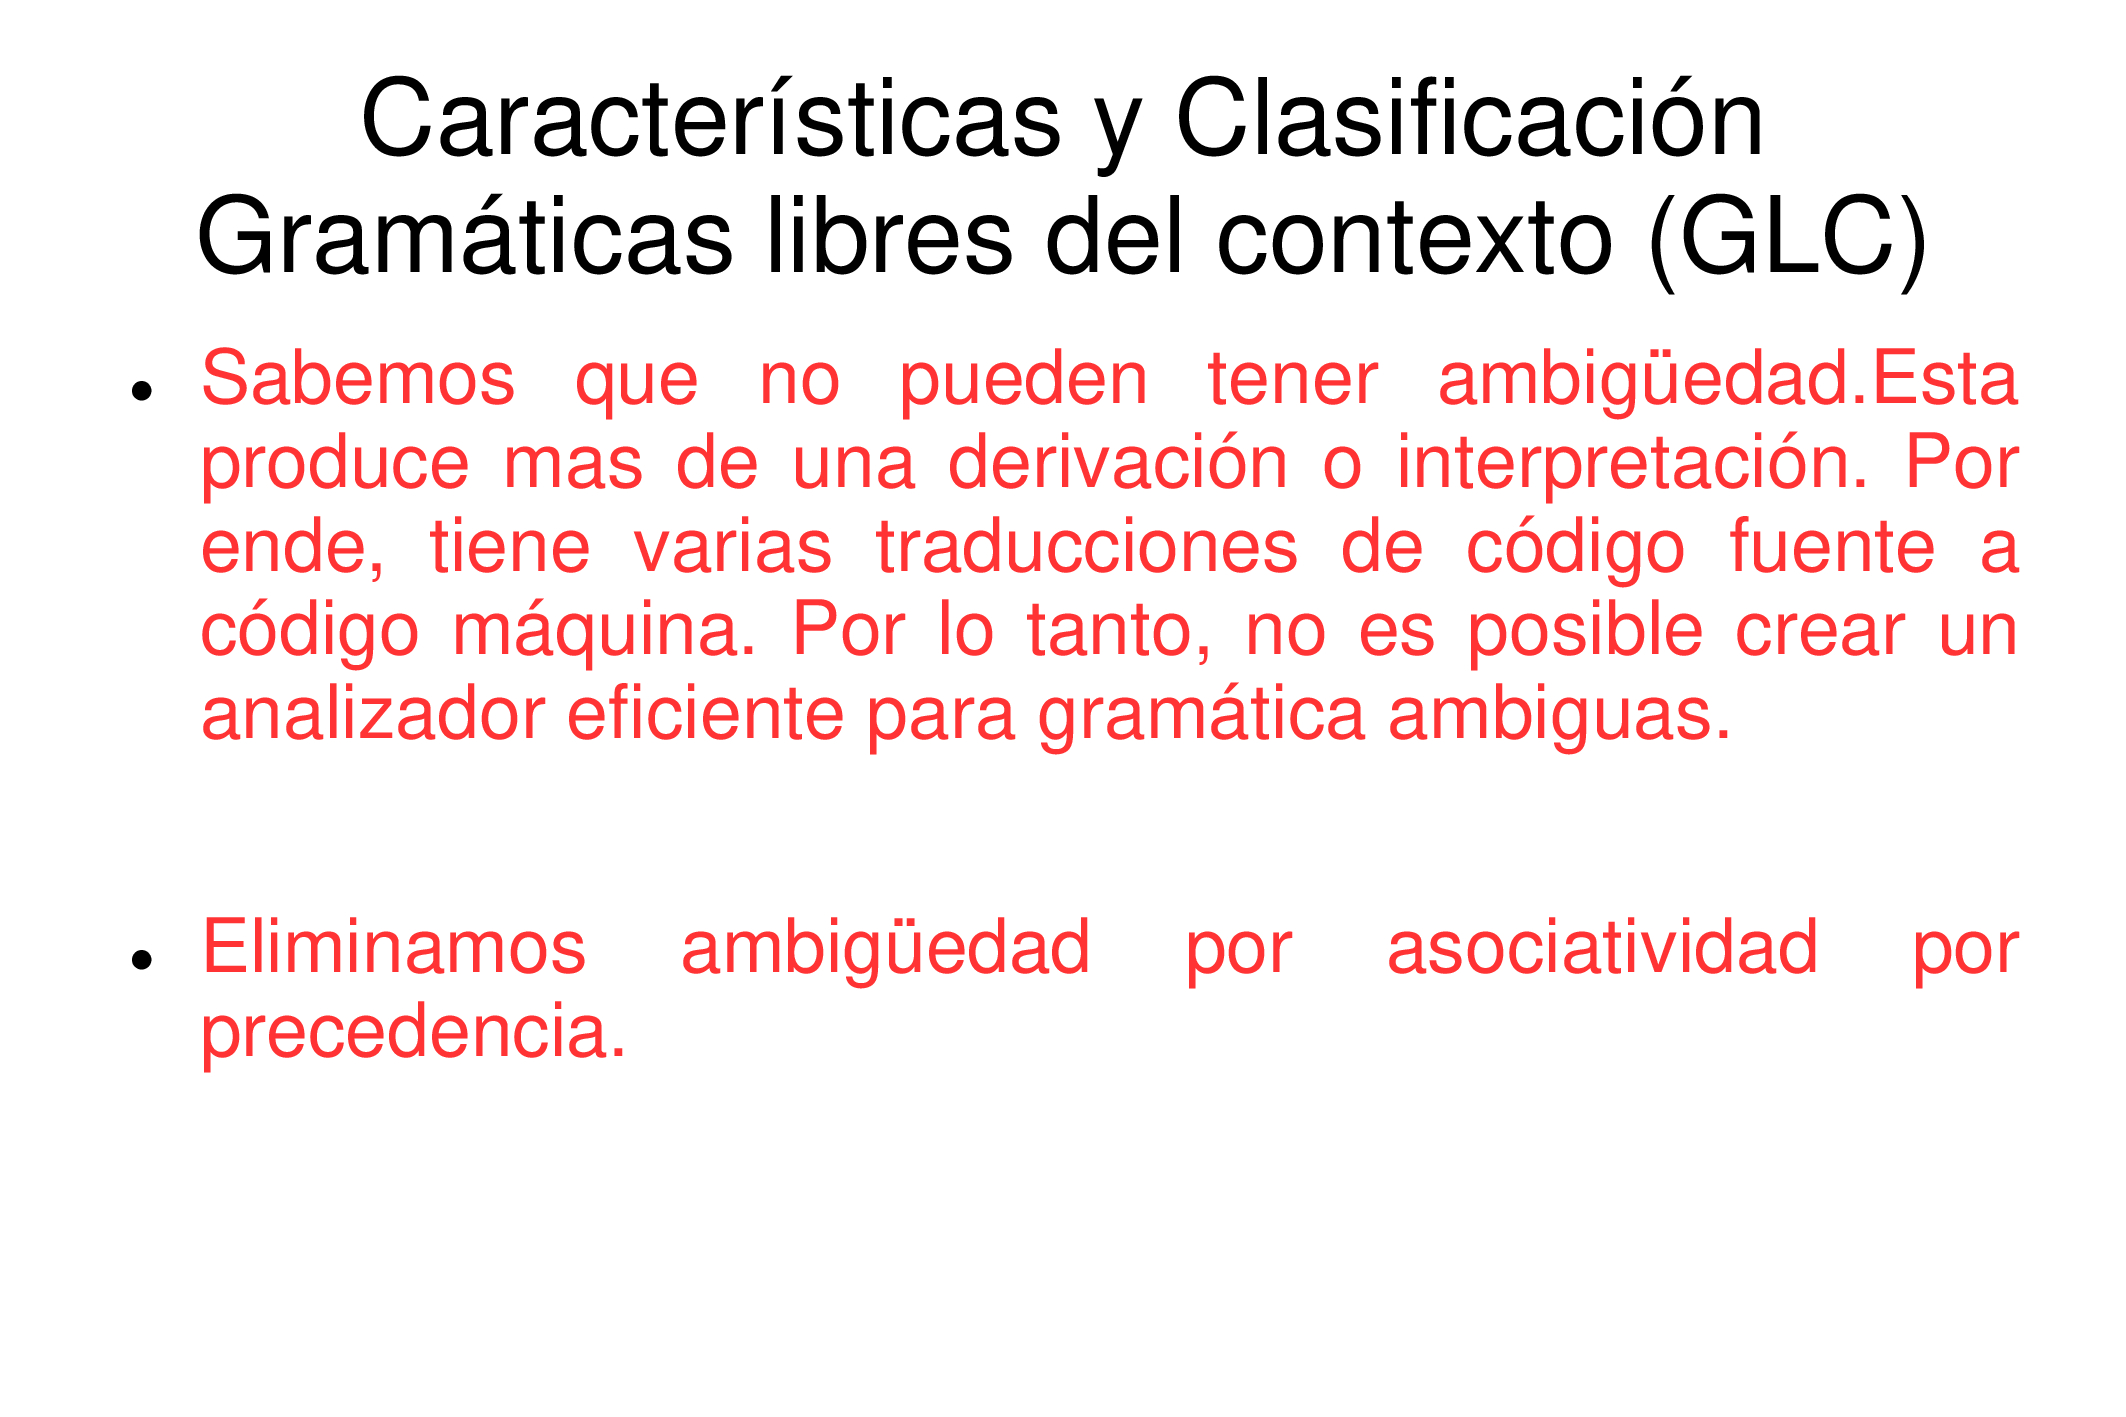 Características y Clasificación
Gramáticas libres del contexto (GLC)
● Sabemos que no pueden tener ambigüedad.Esta
produce mas de una derivación o interpretación. Por
ende, tiene varias traducciones de código fuente a
código máquina. Por lo tanto, no es posible crear un
analizador eficiente para gramática ambiguas.
● Eliminamos ambigüedad por asociatividad por
precedencia.